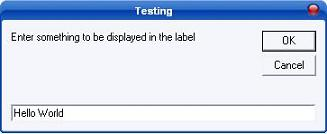 Testing
Enter something to be displayed in the label
OK
Cancel
Hello World